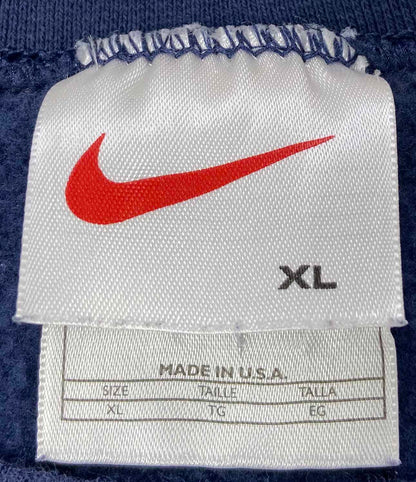 XL
MADE IN U.S.A.
SIZE TAILLE TALLA
XL TG EG